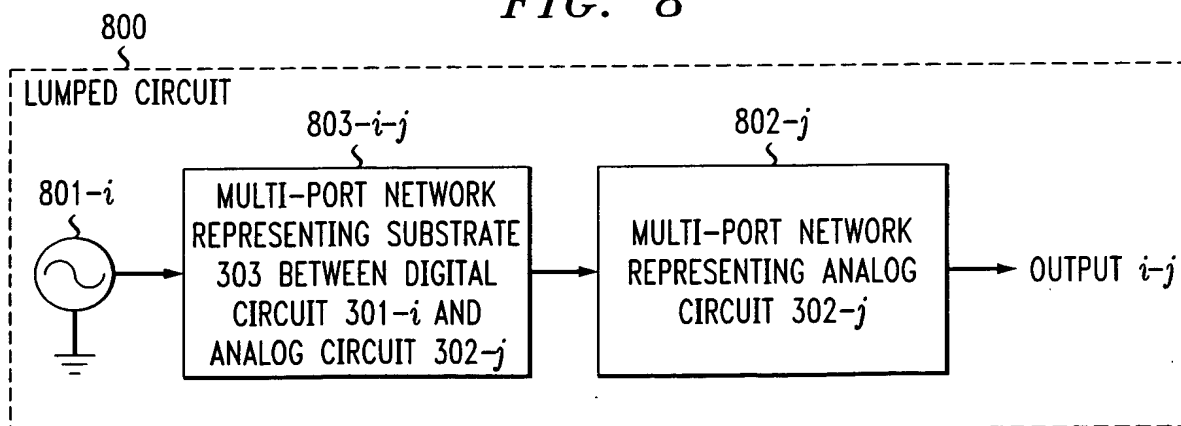 FIG. 8
800
LUMPED CIRCUIT
803-i-j
802-j
801-i
MULTI-PORT NETWORK
REPRESENTING SUBSTRATE
303 BETWEEN DIGITAL
CIRCUIT 301-i AND
ANALOG CIRCUIT 302-j
MULTI-PORT NETWORK
REPRESENTING ANALOG
CIRCUIT 302-j
OUTPUT i-j